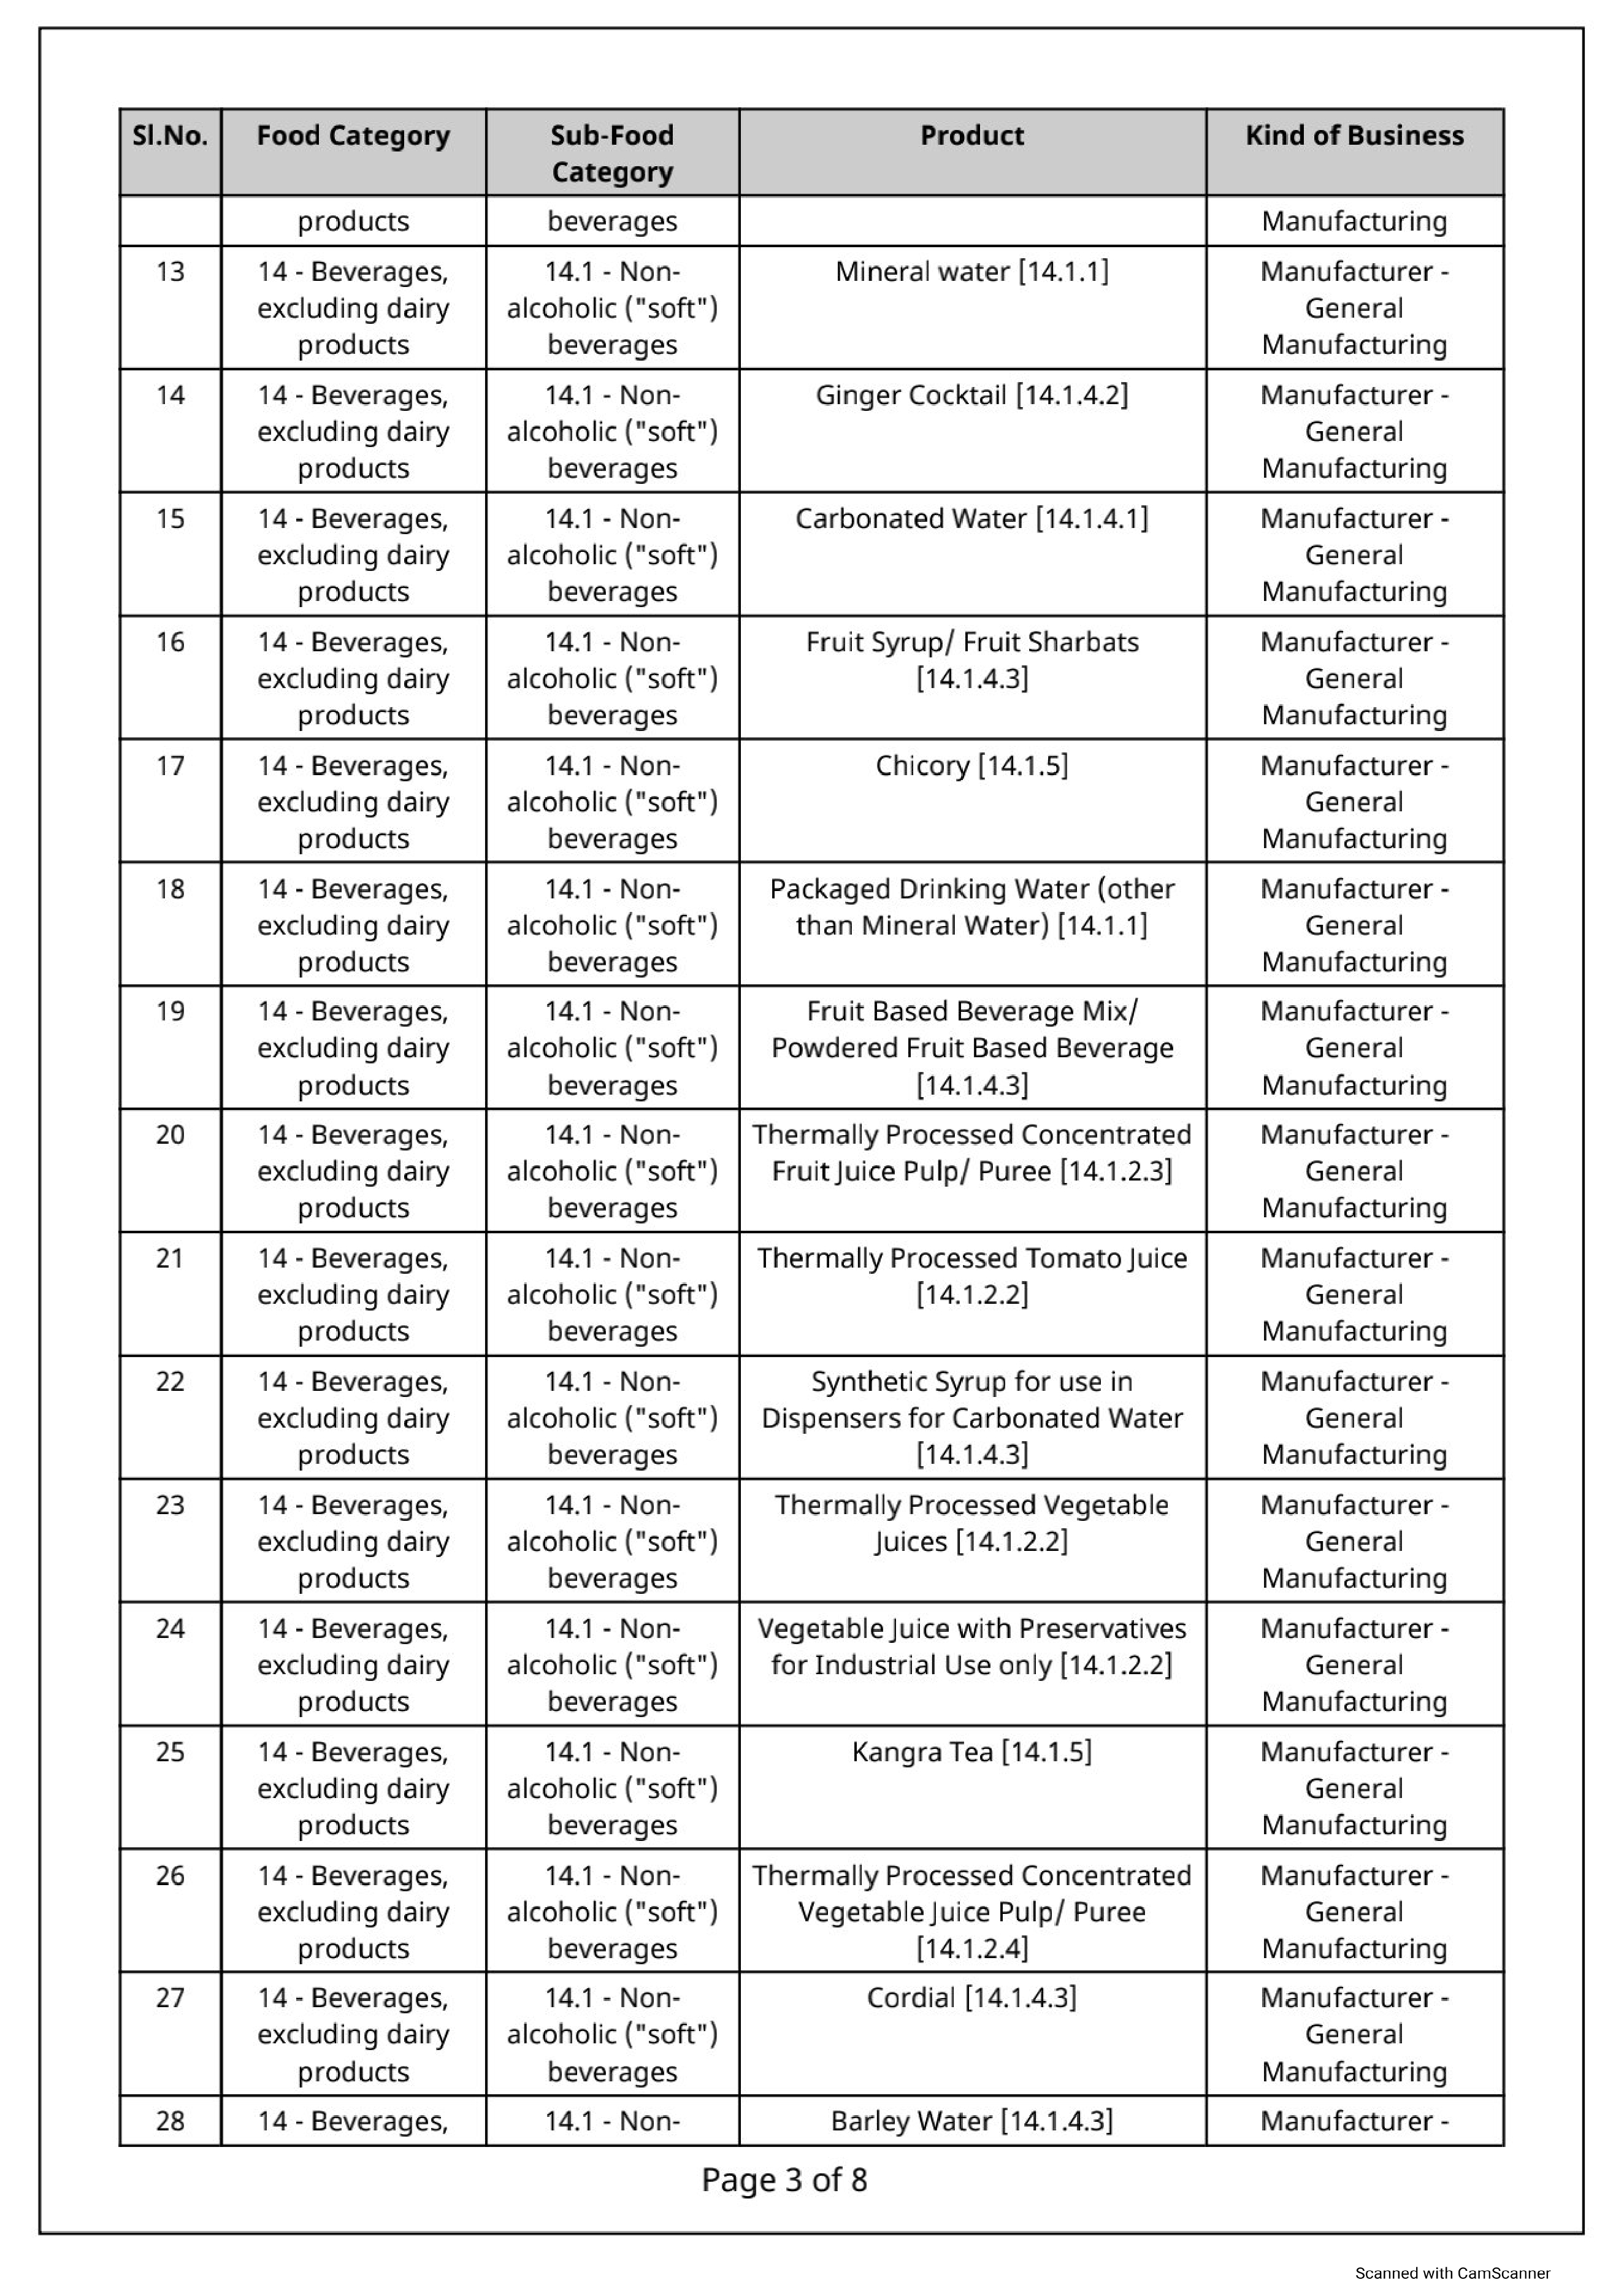 Sl.No. Food Category Sub-Food Product Kind of Business
Category
products beverages Manufacturing
13 14 - Beverages, 14.1 - Non- Mineral water [14.1.1] Manufacturer -
excluding dairy alcoholic ("soft") General
products beverages Manufacturing
14 14 - Beverages, 14.1 - Non- Ginger Cocktail [14.1.4.2] Manufacturer -
excluding dairy alcoholic ("soft") General
products beverages Manufacturing
15 14 - Beverages, 14.1 - Non- Carbonated Water [14.1.4.1] Manufacturer -
excluding dairy alcoholic ("soft") General
products beverages Manufacturing
16 14 - Beverages, 14.1 - Non- Fruit Syrup/ Fruit Sharbats Manufacturer -
excluding dairy alcoholic ("soft") [14.1.4.3] General
products beverages Manufacturing
17 14 - Beverages, 14.1 - Non- Chicory [14.1.5] Manufacturer -
excluding dairy alcoholic ("soft") General
products beverages Manufacturing
18 14 - Beverages, 14.1 - Non- Packaged Drinking Water (other Manufacturer -
excluding dairy alcoholic ("soft") than Mineral Water) [14.1.1] General
products beverages Manufacturing
19 14 - Beverages, 14.1 - Non- Fruit Based Beverage Mix/ Manufacturer -
excluding dairy alcoholic ("soft") Powdered Fruit Based Beverage General
products beverages [14.1.4.3] Manufacturing
20 14 - Beverages, 14.1 - Non- Thermally Processed Concentrated Manufacturer -
excluding dairy alcoholic ("soft") Fruit Juice Pulp/ Puree [14.1.2.3] General
products beverages Manufacturing
21 14 - Beverages, 14.1 - Non- Thermally Processed Tomato Juice Manufacturer -
excluding dairy alcoholic ("soft") [14.1.2.2] General
products beverages Manufacturing
22 14 - Beverages, 14.1 - Non- Synthetic Syrup for use in Manufacturer -
excluding dairy alcoholic ("soft") Dispensers for Carbonated Water General
products beverages [14.1.4.3] Manufacturing
23 14 - Beverages, 14.1 - Non- Thermally Processed Vegetable Manufacturer -
excluding dairy alcoholic ("soft") Juices [14.1.2.2] General
products beverages Manufacturing
24 14 - Beverages, 14.1 - Non- Vegetable Juice with Preservatives Manufacturer -
excluding dairy alcoholic ("soft") for Industrial Use only [14.1.2.2] General
products beverages Manufacturing
25 14 - Beverages, 14.1 - Non- Kangra Tea [14.1.5] Manufacturer -
excluding dairy alcoholic ("soft") General
products beverages Manufacturing
26 14 - Beverages, 14.1 - Non- Thermally Processed Concentrated Manufacturer -
excluding dairy alcoholic ("soft") Vegetable Juice Pulp/ Puree General
products beverages [14.1.2.4] Manufacturing
27 14 - Beverages, 14.1 - Non- Cordial [14.1.4.3] Manufacturer -
excluding dairy alcoholic ("soft") General
products beverages Manufacturing
28 14 - Beverages, 14.1 - Non- Barley Water [14.1.4.3] Manufacturer -
Page 3 of 8
Scanned with CamScanner